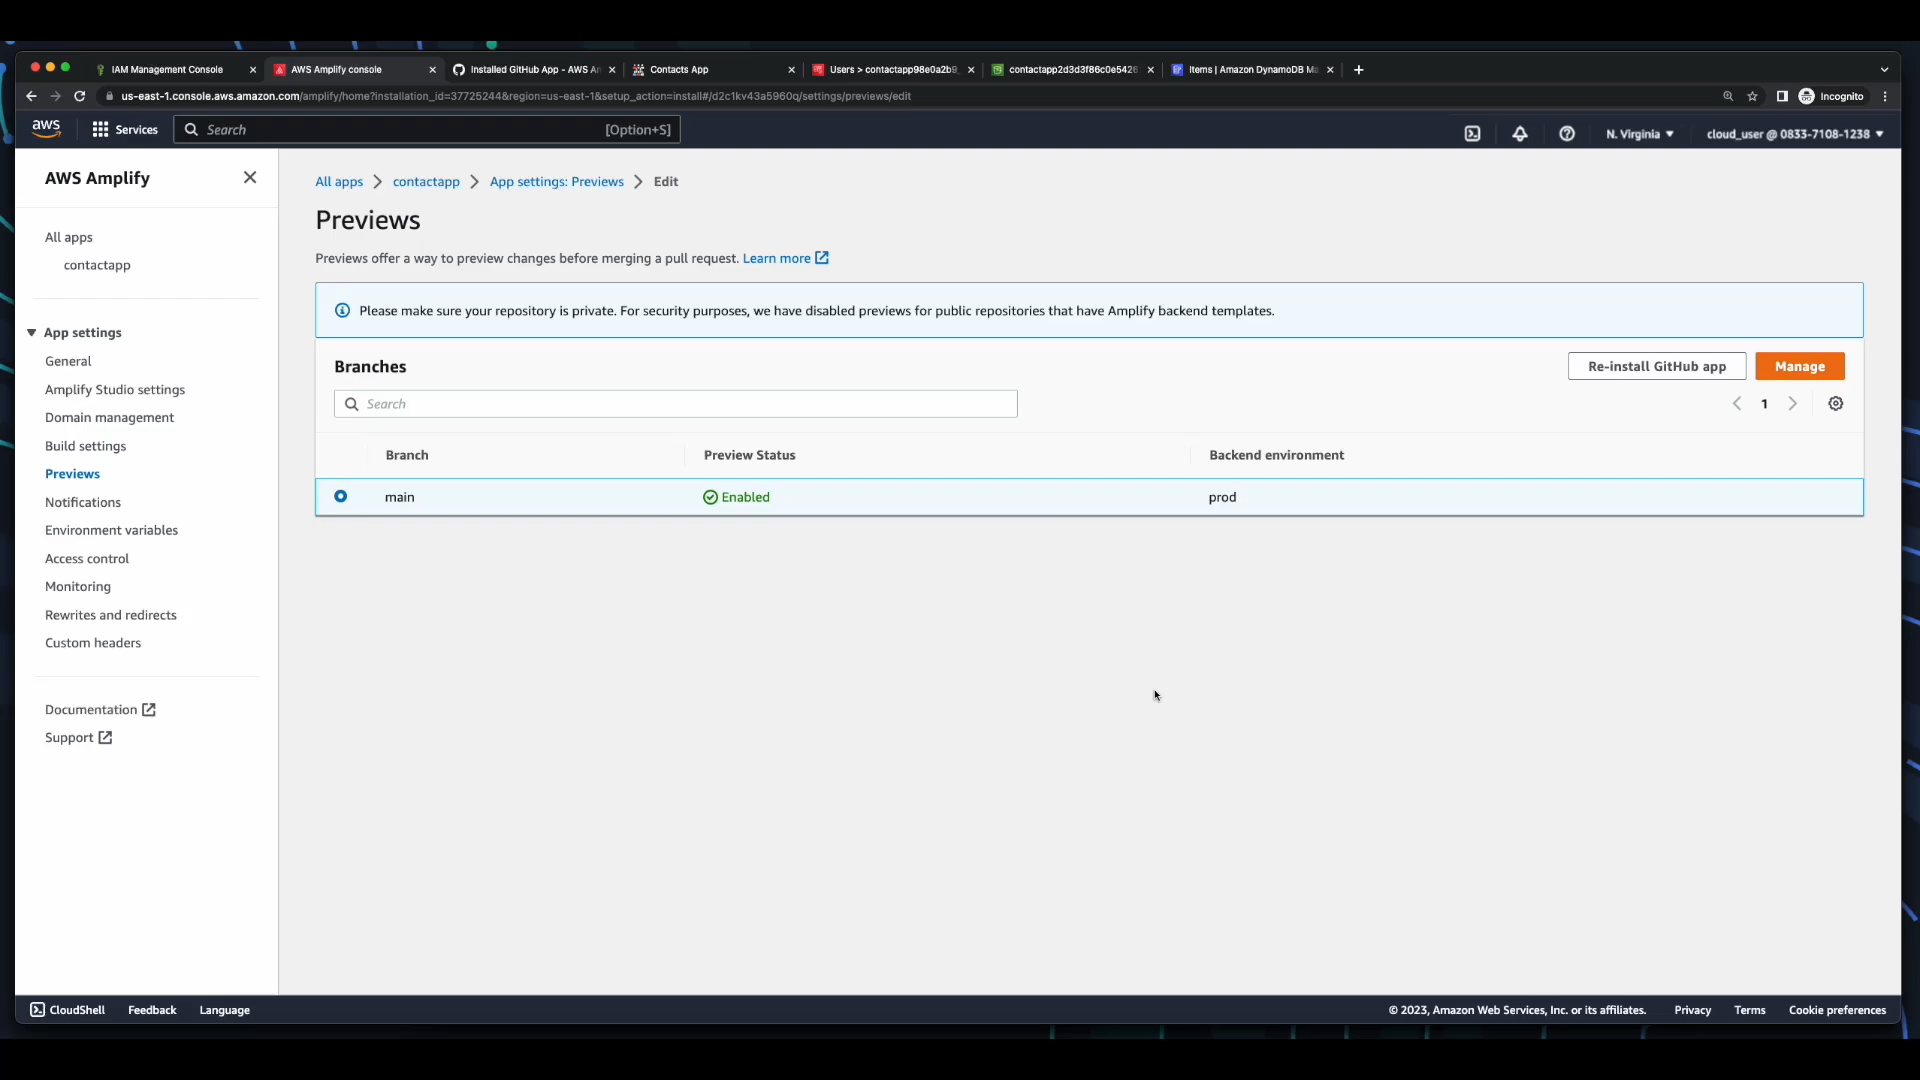 IAM Management Console
AWS Amplify console
Installed GitHub App - AWS Am
Contacts App
Users > contactapp98e0a2b9_
contactapp2d3d3f86c0e5426
Items | Amazon DynamoDB Ma
us-east-1.console.aws.amazon.com/amplify/home?installation_id=37725244&region=us-east-1&setup_action=install#/d2c1kv43a5960q/settings/previews/edit
Incognito
aws
Services
Search
[Option+S]
N. Virginia
cloud_user @ 0833-7108-1238
AWS Amplify
All apps
contactapp
App settings
General
Amplify Studio settings
Domain management
Build settings
Previews
Notifications
Environment variables
Access control
Monitoring
Rewrites and redirects
Custom headers
Documentation
Support
All apps > contactapp > App settings: Previews > Edit
Previews
Previews offer a way to preview changes before merging a pull request. Learn more
Please make sure your repository is private. For security purposes, we have disabled previews for public repositories that have Amplify backend templates.
Branches
Re-install GitHub app
Manage
Search
1
Branch
Preview Status
Backend environment
main
Enabled
prod
CloudShell
Feedback
Language
© 2023, Amazon Web Services, Inc. or its affiliates.
Privacy
Terms
Cookie preferences